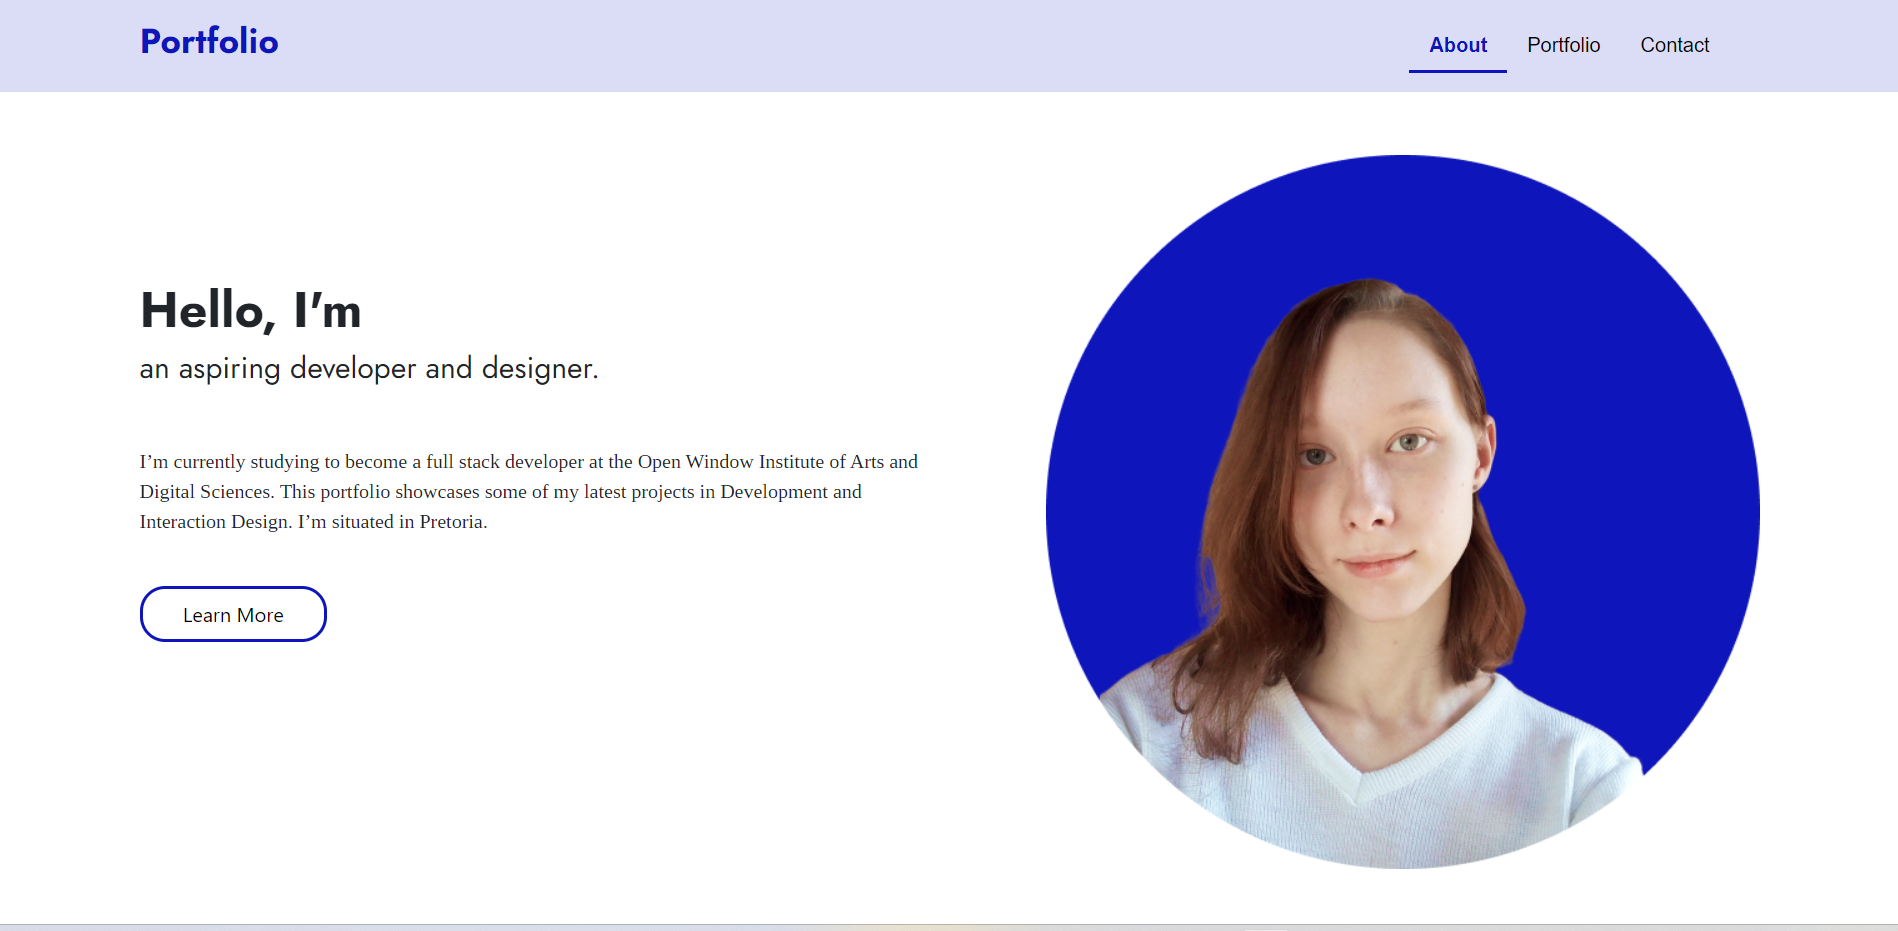 Portfolio
About
Portfolio
Contact
Hello, I'm
an aspiring developer and designer.
I’m currently studying to become a full stack developer at the Open Window Institute of Arts and
Digital Sciences. This portfolio showcases some of my latest projects in Development and
Interaction Design. I’m situated in Pretoria.
Learn More